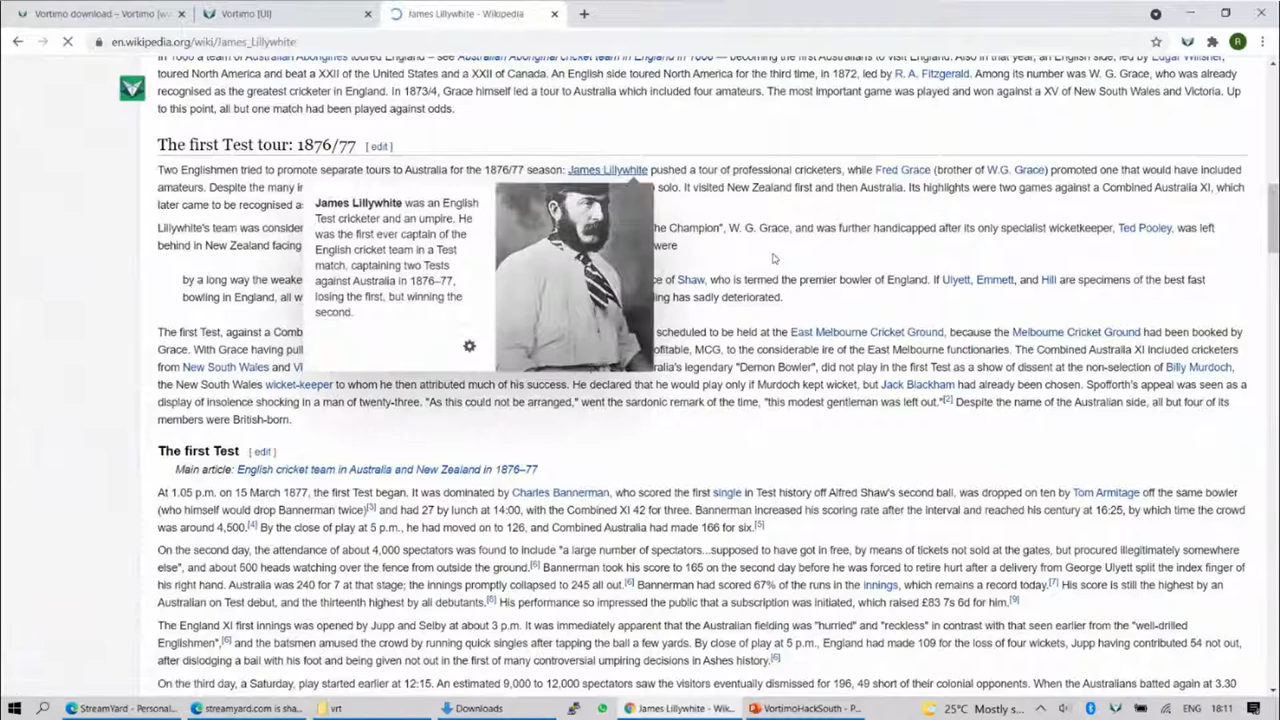 Vortimo download – Vortimo [w
Vortimo [UI]
James Lillywhite - Wikipedia
en.wikipedia.org/wiki/James_Lillywhite
toured North America and beat a XXII of the United States and a XXII of Canada. An English side toured North America for the third time, in 1872, led by R. A. Fitzgerald. Among its number was W. G. Grace, who was already
recognised as the greatest cricketer in England. In 1873/4, Grace himself led a tour to Australia which included four amateurs. The most important game was played and won against a XV of New South Wales and Victoria. Up
to this point, all but one match had been played against odds.
The first Test tour: 1876/77 [ edit ]
Two Englishmen tried to promote separate tours to Australia for the 1876/77 season: James Lillywhite pushed a tour of professional cricketers, while Fred Grace (brother of W.G. Grace) promoted one that would have included
amateurs. Despite the many ir solo. It visited New Zealand first and then Australia. Its highlights were two games against a Combined Australia XI, which
later came to be recognised a
Lillywhite's team was consider he Champion", W. G. Grace, and was further handicapped after its only specialist wicketkeeper, Ted Pooley, was left
behind in New Zealand facing were
by a long way the weake e of Shaw, who is termed the premier bowler of England. If Ulyett, Emmett, and Hill are specimens of the best fast
bowling in England, all w ng has sadly deteriorated.
James Lillywhite was an English
Test cricketer and an umpire. He
was the first ever captain of the
English cricket team in a Test
match, captaining two Tests
against Australia in 1876–77,
losing the first, but winning the
second.
The first Test, against a Comb scheduled to be held at the East Melbourne Cricket Ground, because the Melbourne Cricket Ground had been booked by
Grace. With Grace having pull ofitable, MCG, to the considerable ire of the East Melbourne functionaries. The Combined Australia XI included cricketers
from New South Wales and Vi ralia's legendary "Demon Bowler", did not play in the first Test as a show of dissent at the non-selection of Billy Murdoch,
the New South Wales wicket-keeper to whom he then attributed much of his success. He declared that he would play only if Murdoch kept wicket, but Jack Blackham had already been chosen. Spofforth's appeal was seen as a
display of insolence shocking in a man of twenty-three. "As this could not be arranged," went the sardonic remark of the time, "this modest gentleman was left out."[2] Despite the name of the Australian side, all but four of its
members were British-born.
The first Test [ edit ]
Main article: English cricket team in Australia and New Zealand in 1876–77
At 1.05 p.m. on 15 March 1877, the first Test began. It was dominated by Charles Bannerman, who scored the first single in Test history off Alfred Shaw's second ball, was dropped on ten by Tom Armitage off the same bowler
(who himself would drop Bannerman twice)[3] and had 27 by lunch at 14:00, with the Combined XI 42 for three. Bannerman increased his scoring rate after the interval and reached his century at 16:25, by which time the crowd
was around 4,500.[4] By the close of play at 5 p.m., he had moved on to 126, and Combined Australia had made 166 for six.[5]
On the second day, the attendance of about 4,000 spectators was found to include "a large number of spectators...supposed to have got in free, by means of tickets not sold at the gates, but procured illegitimately somewhere
else", and about 500 heads watching over the fence from outside the ground.[6] Bannerman took his score to 165 on the second day before he was forced to retire hurt after a delivery from George Ulyett split the index finger of
his right hand. Australia was 240 for 7 at that stage; the innings promptly collapsed to 245 all out.[6] Bannerman had scored 67% of the runs in the innings, which remains a record today.[7] His score is still the highest by an
Australian on Test debut, and the thirteenth highest by all debutants.[8] His performance so impressed the public that a subscription was initiated, which raised £83 7s 6d for him.[9]
The England XI first innings was opened by Jupp and Selby at about 3 p.m. It was immediately apparent that the Australian fielding was "hurried" and "reckless" in contrast with that seen earlier from the "well-drilled
Englishmen",[6] and the batsmen amused the crowd by running quick singles after tapping the ball a few yards. By close of play at 5 p.m., England had made 109 for the loss of four wickets, Jupp having contributed 54 not out,
after dislodging a bail with his foot and being given not out in the first of many controversial umpiring decisions in Ashes history.[6]
On the third day, a Saturday, play started earlier at 12:15. An estimated 9,000 to 12,000 spectators saw the visitors eventually dismissed for 196, 49 short of their colonial opponents. When the Australians batted again at 3.30
StreamYard - Personal...
streamyard.com is sha...
vrt
Downloads
James Lillywhite - Wik...
VortimoHackSouth - P...
25°C Mostly s...
ENG
18:11